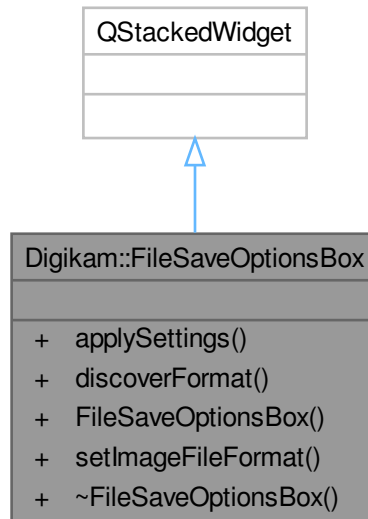 QStackedWidget
Digikam::FileSaveOptionsBox
+ applySettings()
+ discoverFormat()
+ FileSaveOptionsBox()
+ setImageFileFormat()
+ ~FileSaveOptionsBox()